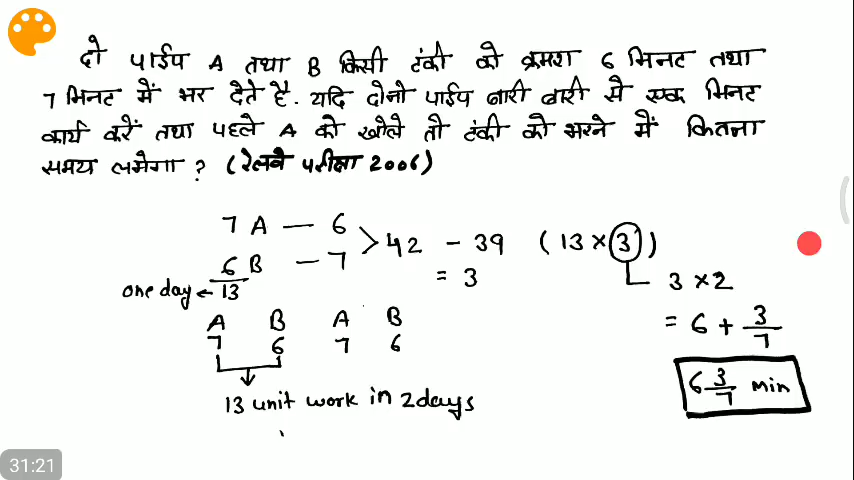 दो पाईप A तथा B किसी टंकी को क्रमश 6 मिनट तथा
7 मिनट में भर देते है. यदि दोनो पाईप बारी बारी से एक मिनट
कार्य करें तथा पहले A को खोले तो टंकी को भरने में कितना
समय लगेगा? (रेलवे परीक्षा 2006)
7 A — 6
6 B — 7
> 42 - 39 (13 × 3)
= 3
one day ← 13
3 × 2
= 6 + 3/7
A B A B
7 6 7 6
6 3/7 min
13 unit work in 2 days
31:21